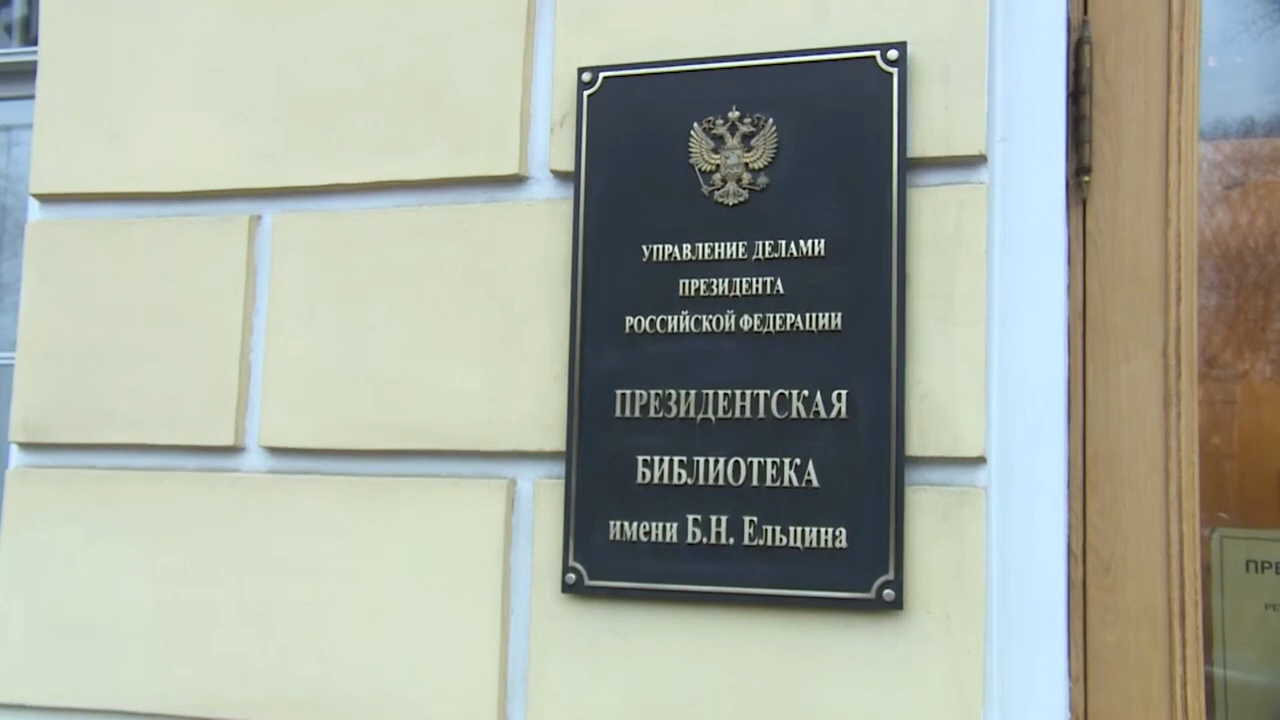 УПРАВЛЕНИЕ ДЕЛАМИ
ПРЕЗИДЕНТА
РОССИЙСКОЙ ФЕДЕРАЦИИ
ПРЕЗИДЕНТСКАЯ
БИБЛИОТЕКА
имени Б.Н. Ельцина